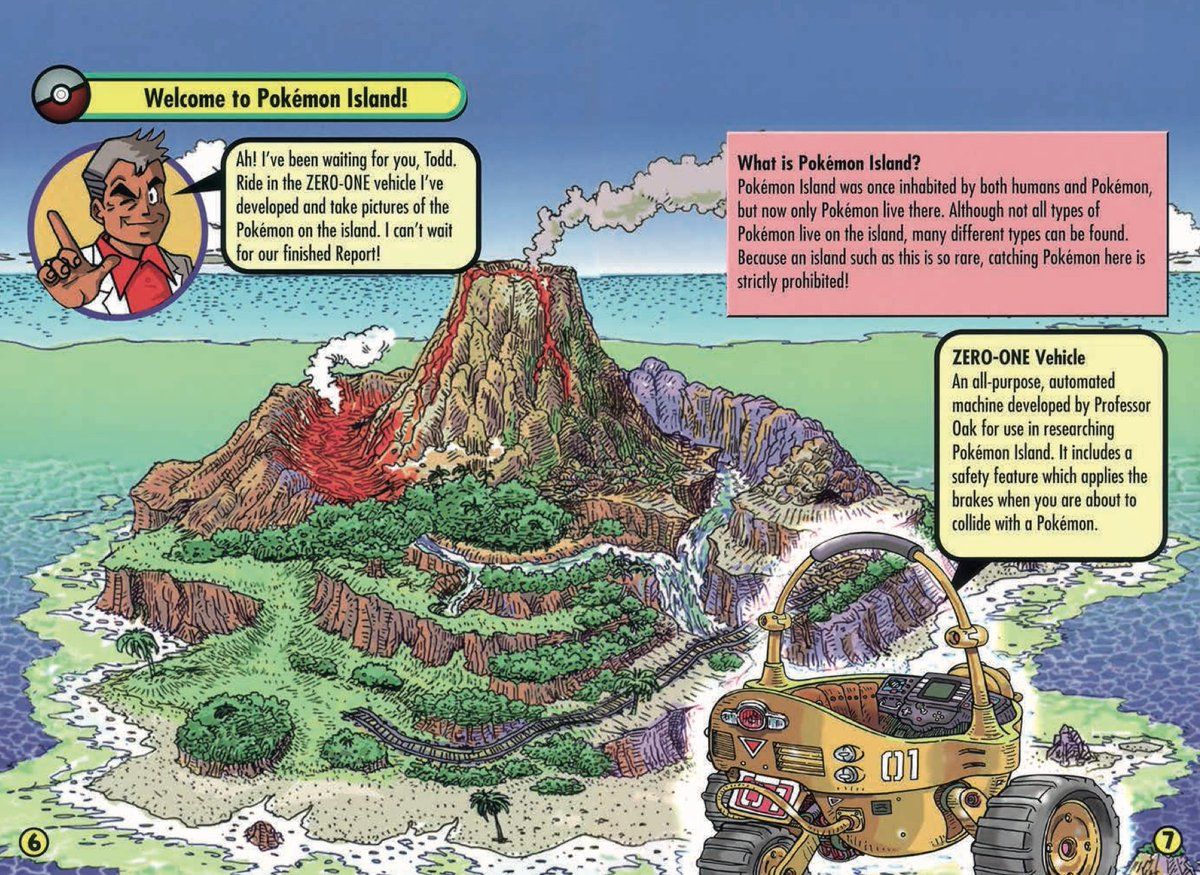 Welcome to Pokémon Island!
Ah! I've been waiting for you, Todd.
Ride in the ZERO-ONE vehicle I've
developed and take pictures of the
Pokémon on the island. I can't wait
for our finished Report!
What is Pokémon Island?
Pokémon Island was once inhabited by both humans and Pokémon,
but now only Pokémon live there. Although not all types of
Pokémon live on the island, many different types can be found.
Because an island such as this is so rare, catching Pokémon here is
strictly prohibited!
ZERO-ONE Vehicle
An all-purpose, automated
machine developed by Professor
Oak for use in researching
Pokémon Island. It includes a
safety feature which applies the
brakes when you are about to
collide with a Pokémon.
01
6
7